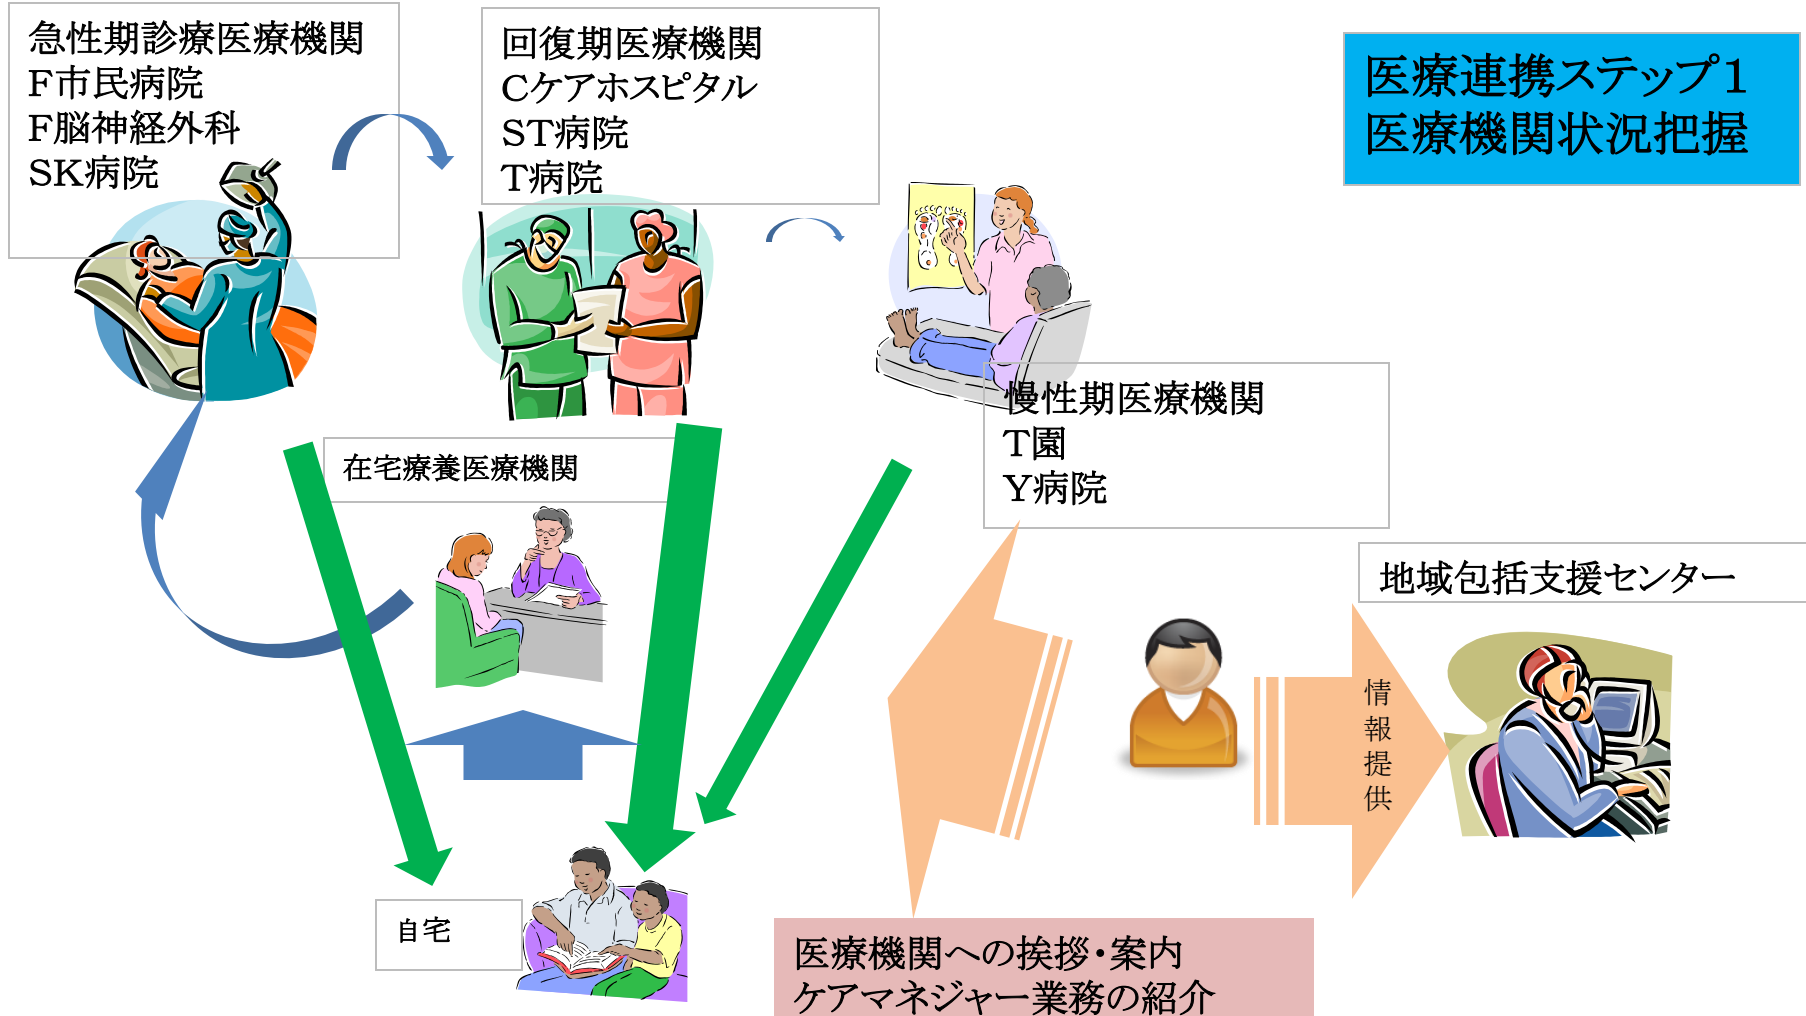 急性期診療医療機関
F市民病院
F脳神経外科
SK病院
回復期医療機関
Cケアホスピタル
ST病院
T病院
医療連携ステップ１
医療機関状況把握
慢性期医療機関
T園
Y病院
在宅療養医療機関
地域包括支援センター
情報提供
自宅
医療機関への挨拶・案内
ケアマネジャー業務の紹介